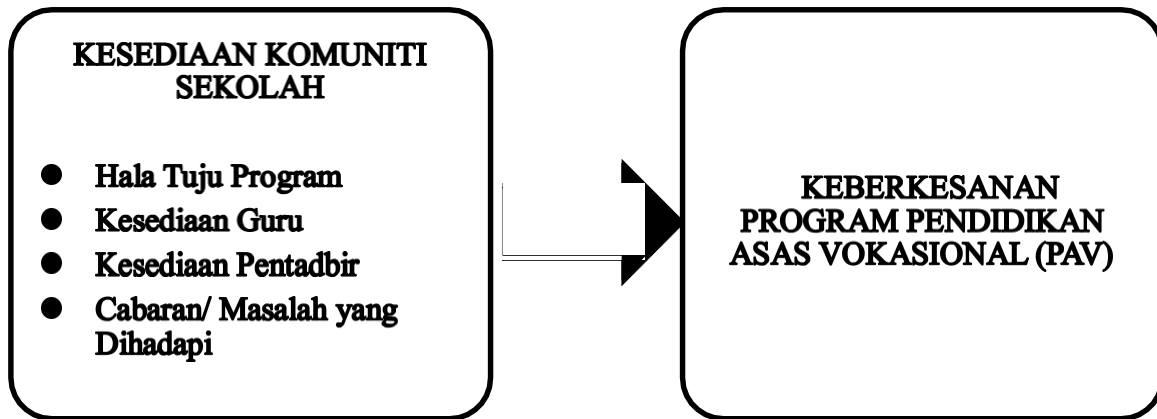 KESEDIAAN KOMUNITI
SEKOLAH
● Hala Tuju Program
● Kesediaan Guru
● Kesediaan Pentadbir
● Cabaran/ Masalah yang
Dihadapi
KEBERKESANAN
PROGRAM PENDIDIKAN
ASAS VOKASIONAL (PAV)